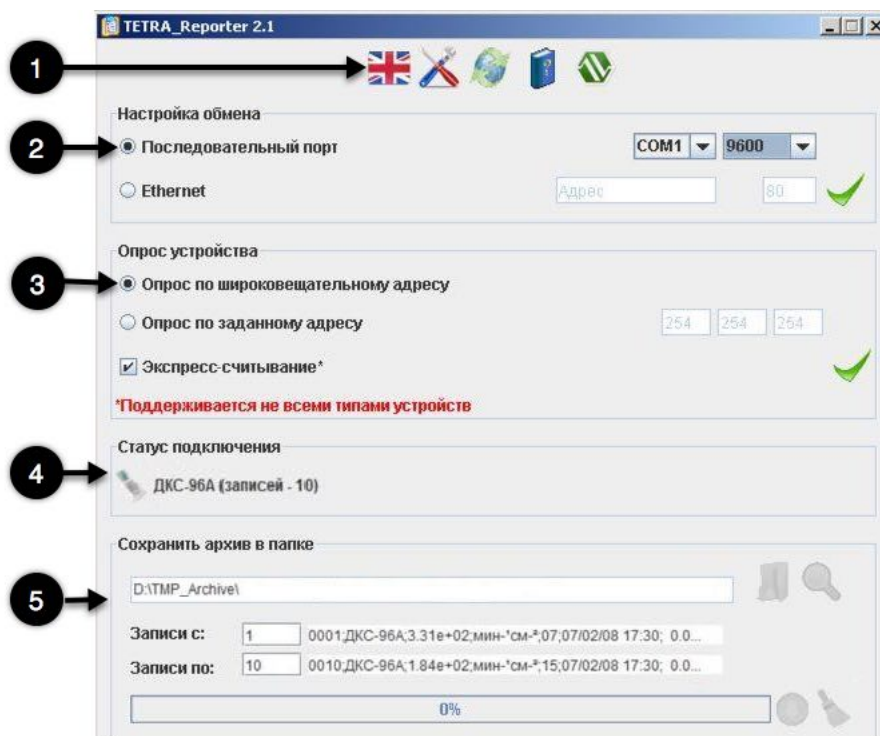 TETRA_Reporter 2.1
1
Настройка обмена
2
Последовательный порт COM1 9600
Ethernet Адрес 80
Опрос устройства
3
Опрос по широковещательному адресу
Опрос по заданному адресу 254 254 254
Экспресс-считывание*
*Поддерживается не всеми типами устройств
Статус подключения
4
ДКС-96А (записей - 10)
Сохранить архив в папке
5
D:\TMP_Archive\
Записи с: 1 0001;ДКС-96А;3.31e+02;мин-¹см-²;07;07/02/08 17:30; 0.0...
Записи по: 10 0010;ДКС-96А;1.84e+02;мин-¹см-²;15;07/02/08 17:30; 0.0...
0%